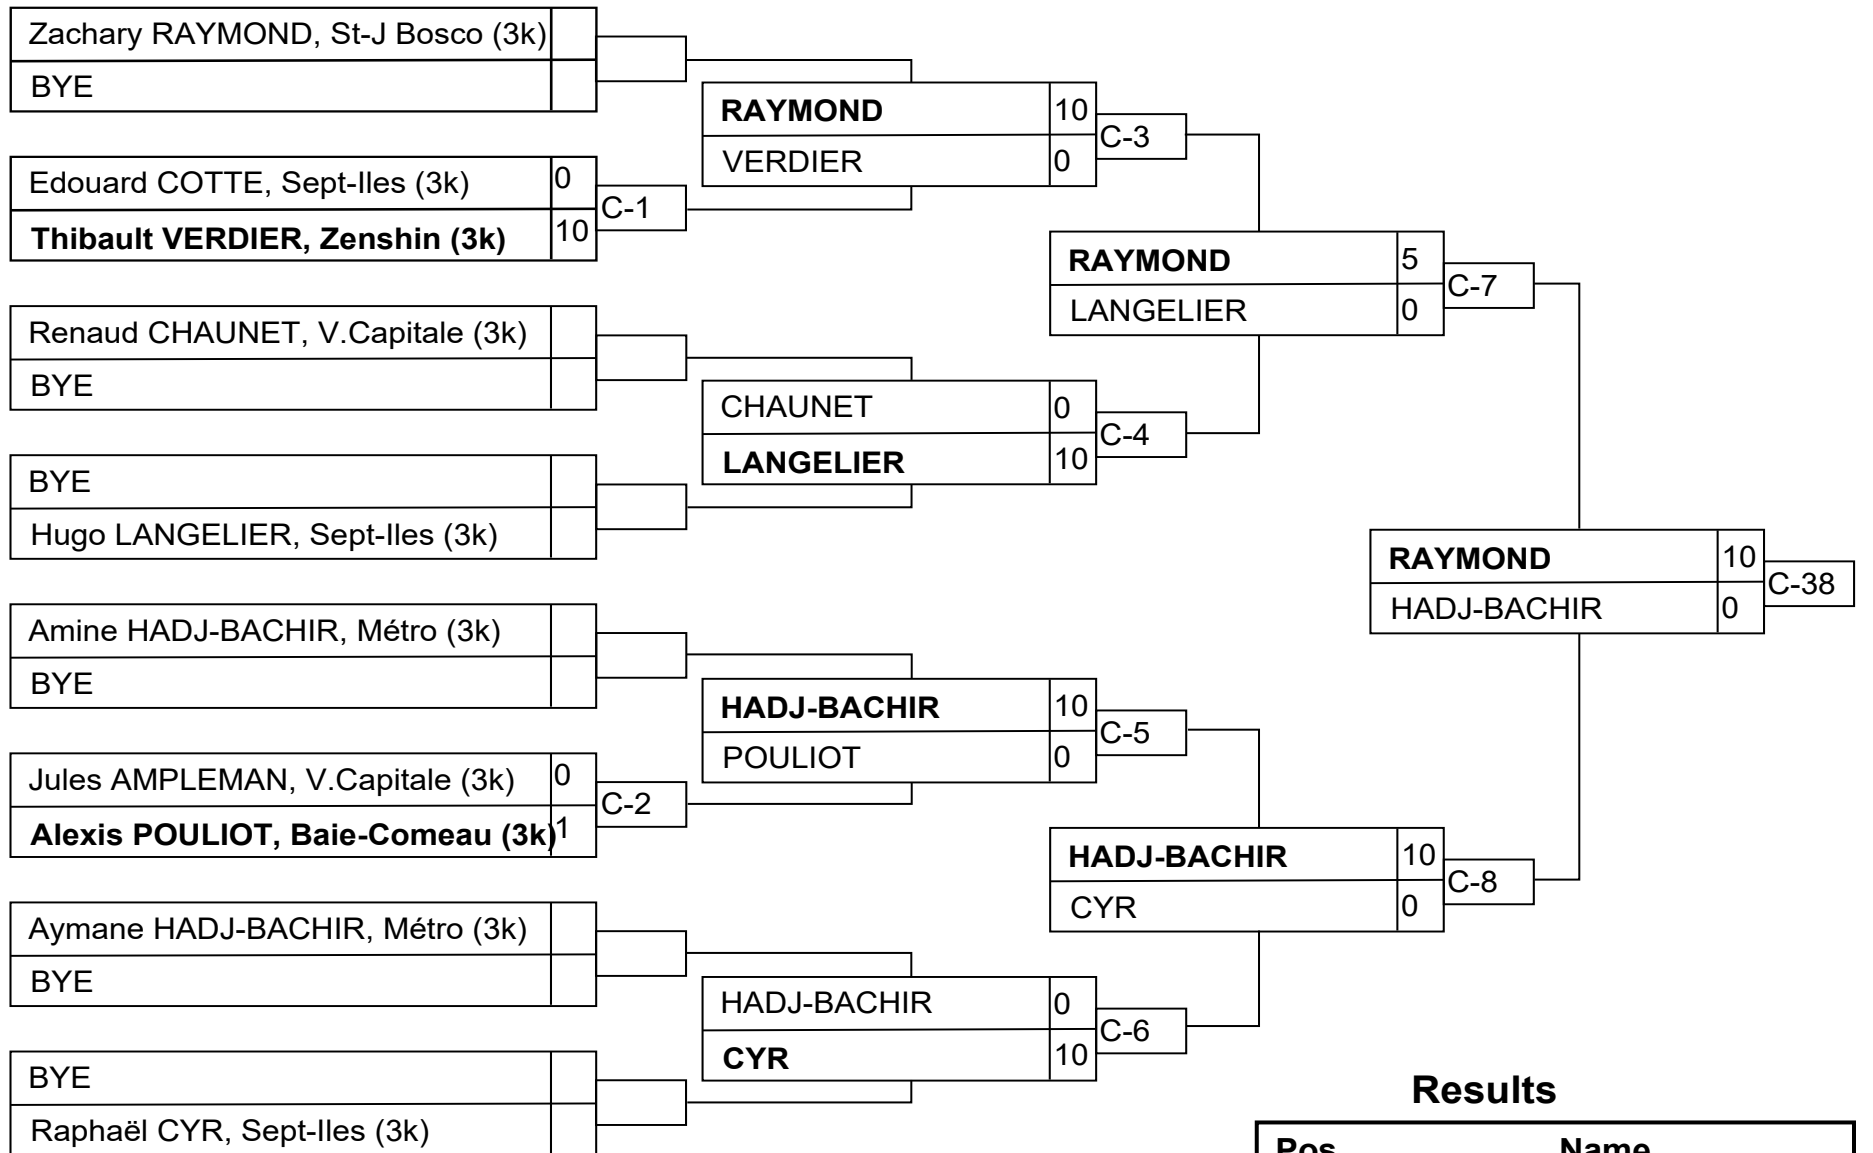 Zachary RAYMOND, St-J Bosco (3k)
BYE
Edouard COTTE, Sept-Iles (3k) 0
C-1
Thibault VERDIER, Zenshin (3k) 10
Renaud CHAUNET, V.Capitale (3k)
BYE
BYE
Hugo LANGELIER, Sept-Iles (3k)
Amine HADJ-BACHIR, Métro (3k)
BYE
Jules AMPLEMAN, V.Capitale (3k) 0
C-2
Alexis POULIOT, Baie-Comeau (3k) 1
Aymane HADJ-BACHIR, Métro (3k)
BYE
BYE
Raphaël CYR, Sept-Iles (3k)
RAYMOND 10
C-3
VERDIER 0
CHAUNET 0
C-4
LANGELIER 10
HADJ-BACHIR 10
C-5
POULIOT 0
HADJ-BACHIR 0
C-6
CYR 10
RAYMOND 5
C-7
LANGELIER 0
HADJ-BACHIR 10
C-8
CYR 0
RAYMOND 10
C-38
HADJ-BACHIR 0
Results
Pos Name